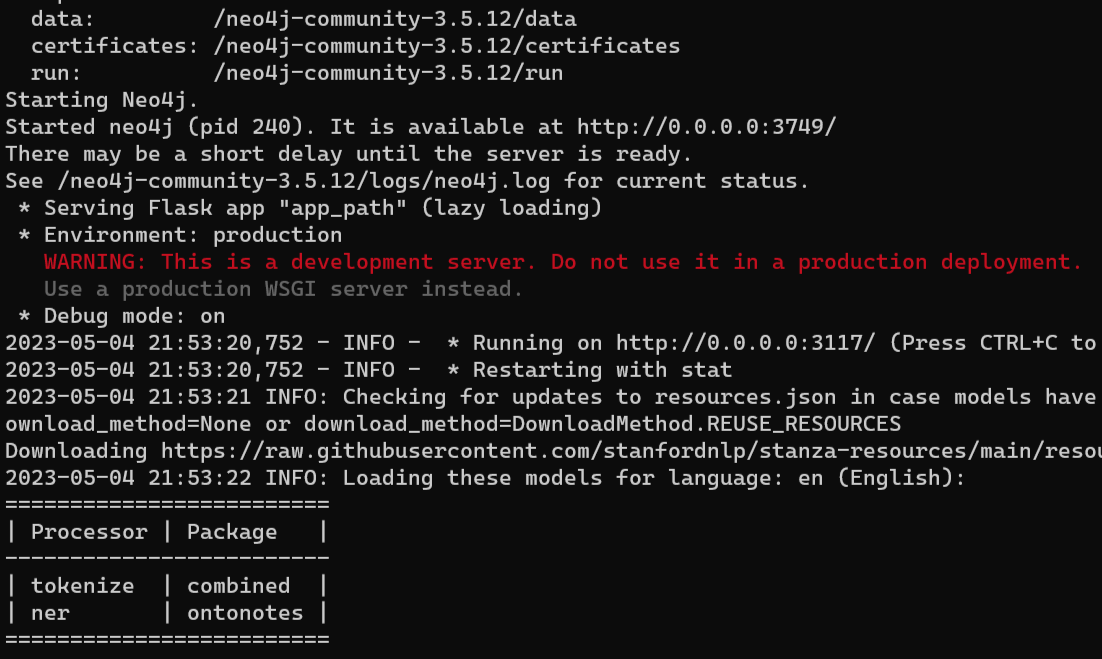 data:         /neo4j-community-3.5.12/data
certificates: /neo4j-community-3.5.12/certificates
run:          /neo4j-community-3.5.12/run
Starting Neo4j.
Started neo4j (pid 240). It is available at http://0.0.0.0:3749/
There may be a short delay until the server is ready.
See /neo4j-community-3.5.12/logs/neo4j.log for current status.
 * Serving Flask app "app_path" (lazy loading)
 * Environment: production
   WARNING: This is a development server. Do not use it in a production deployment.
   Use a production WSGI server instead.
 * Debug mode: on
2023-05-04 21:53:20,752 - INFO -  * Running on http://0.0.0.0:3117/ (Press CTRL+C to
2023-05-04 21:53:20,752 - INFO -  * Restarting with stat
2023-05-04 21:53:21 INFO: Checking for updates to resources.json in case models have
ownload_method=None or download_method=DownloadMethod.REUSE_RESOURCES
Downloading https://raw.githubusercontent.com/stanfordnlp/stanza-resources/main/resou
2023-05-04 21:53:22 INFO: Loading these models for language: en (English):
=========================
| Processor | Package   |
-------------------------
| tokenize  | combined  |
| ner       | ontonotes |
=========================